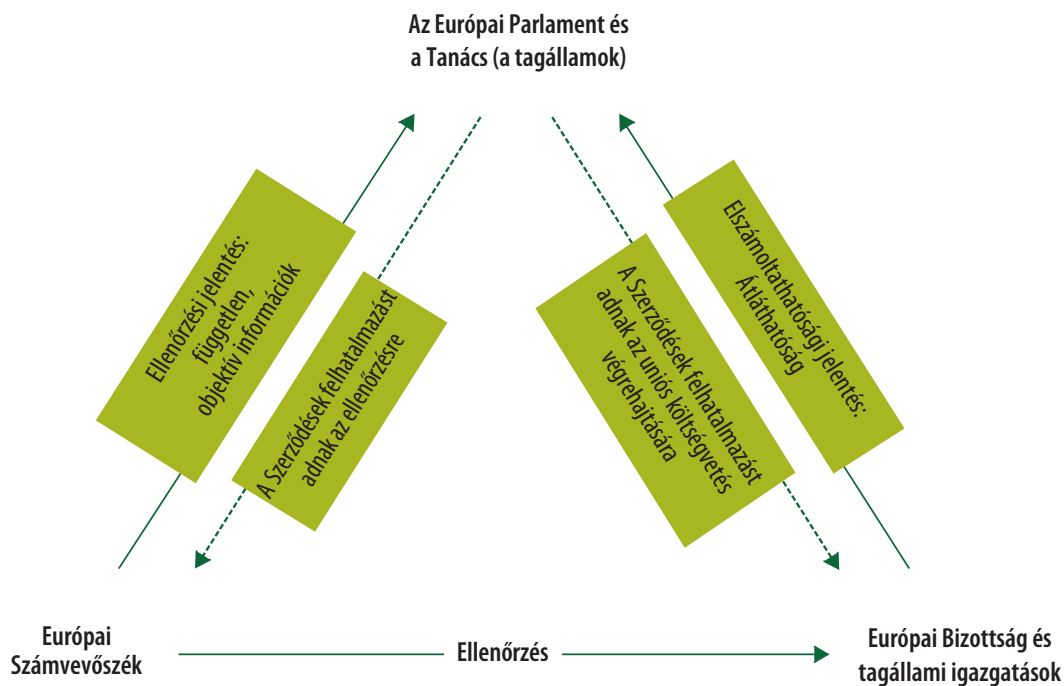 Az Európai Parlament és
a Tanács (a tagállamok)
Ellenőrzési jelentés:
független,
objektív információk
A Szerződések felhatalmazást
adnak az ellenőrzésre
A Szerződések felhatalmazást
adnak az uniós költségvetés
végrehajtására
Elszámoltathatósági jelentés:
Átláthatóság
Európai
Számvevőszék
Ellenőrzés
Európai Bizottság és
tagállami igazgatások